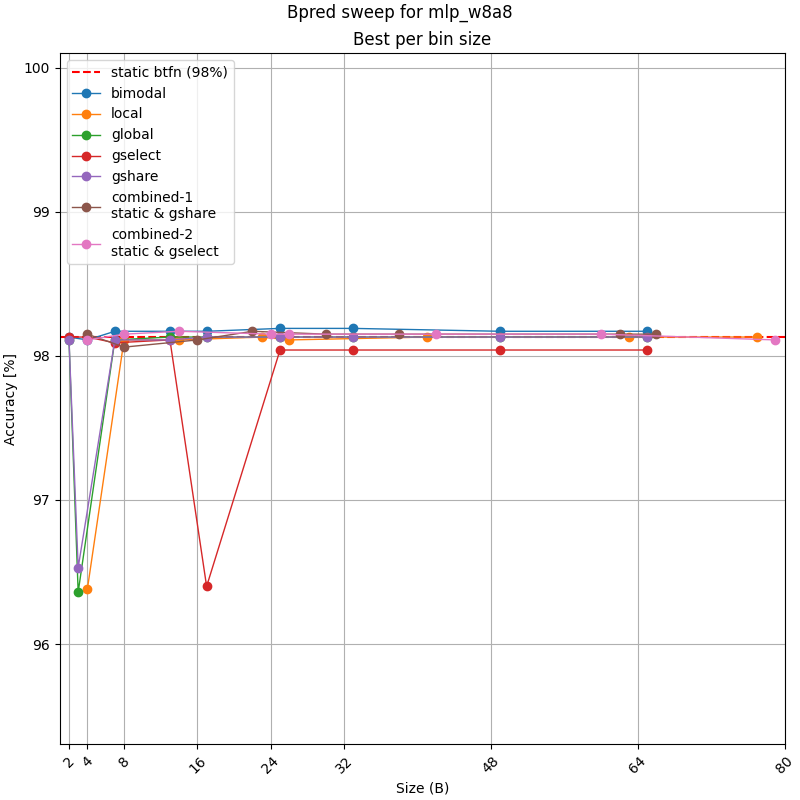 Bpred sweep for mlp_w8a8
Best per bin size
static btfn (98%)
bimodal
local
global
gselect
gshare
combined-1
static & gshare
combined-2
static & gselect
100
99
98
97
96
Accuracy [%]
2 4 8 16 24 32 48 64 80
Size (B)